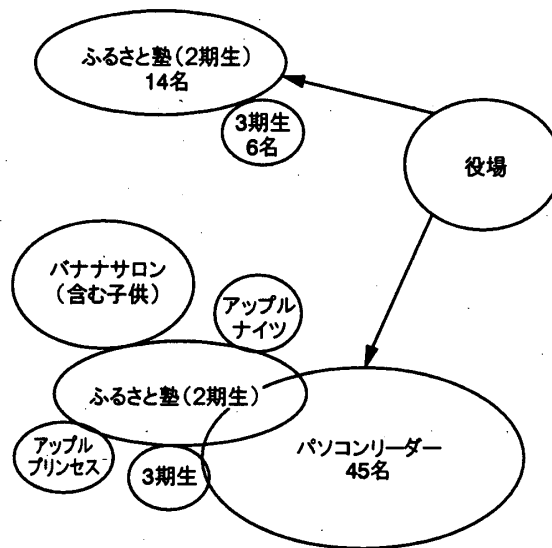 ふるさと塾(2期生)
14名
3期生
6名
役場
バナナサロン
(含む子供)
アップル
ナイツ
ふるさと塾(2期生)
アップル
プリンセス
3期生
パソコンリーダー
45名